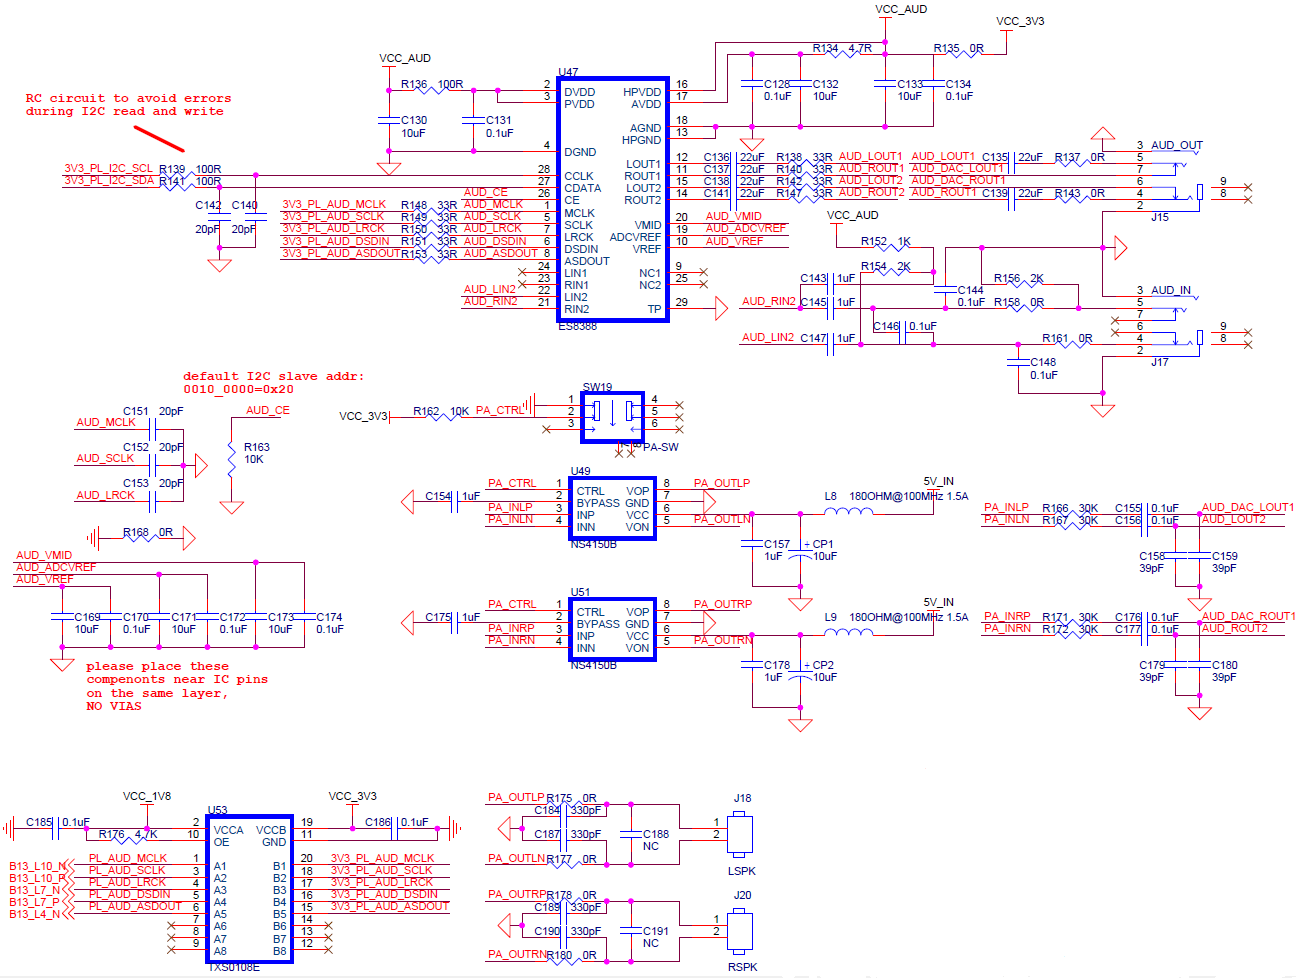 VCC_AUD
VCC_3V3
VCC_AUD
RC circuit to avoid errors
during I2C read and write
R136 100R
C130
10uF
C131
0.1uF
U47
2 DVDD
3 PVDD
4 DGND
28 CCLK
27 CDATA
26 CE
1 MCLK
5 SCLK
7 LRCK
6 DSDIN
8 ASDOUT
24 LIN1
23 RIN1
22 LIN2
21 RIN2
HPVDD 16
AVDD 17
AGND 18
HPGND 13
LOUT1 12
ROUT1 11
LOUT2 15
ROUT2 14
VMID 20
ADCVREF 19
VREF 10
NC1 9
NC2 25
TP 29
ES8388
R134 4.7R
R135 0R
C128
0.1uF
C132
10uF
C133
10uF
C134
0.1uF
3V3_PL_I2C_SCL R139 100R
3V3_PL_I2C_SDA R141 100R
C142
20pF
C140
20pF
AUD_CE
3V3_PL_AUD_MCLK R148 33R AUD_MCLK
3V3_PL_AUD_SCLK R149 33R AUD_SCLK
3V3_PL_AUD_LRCK R150 33R AUD_LRCK
3V3_PL_AUD_DSDIN R151 33R AUD_DSDIN
3V3_PL_AUD_ASDOUT R153 33R AUD_ASDOUT
AUD_LIN2
AUD_RIN2
C136 22uF R138 33R AUD_LOUT1
C137 22uF R140 33R AUD_ROUT1
C138 22uF R142 33R AUD_LOUT2
C141 22uF R147 33R AUD_ROUT2
AUD_VMID
AUD_ADCVREF
AUD_VREF
AUD_LOUT1 C135 22uF R137 0R
AUD_DAC_LOUT1
AUD_DAC_ROUT1
AUD_ROUT1 C139 22uF R143 0R
3 AUD_OUT
5
7
6
4
2
9
8
J15
VCC_AUD
R152 1K
R154 2K
C143 1uF
AUD_RIN2 C145 1uF
AUD_LIN2 C147 1uF
C144
0.1uF
C146 0.1uF
R156 2K
R158 0R
R161 0R
C148
0.1uF
3 AUD_IN
5
7
6
4
2
9
8
J17
default I2C slave addr:
0010_0000=0x20
C151 20pF
AUD_MCLK
C152 20pF
AUD_SCLK
C153 20pF
AUD_LRCK
AUD_CE
R163
10K
VCC_3V3
R162 10K PA_CTRL
SW19
1
2
3
4
5
6
PA-SW
R168 0R
AUD_VMID
AUD_ADCVREF
AUD_VREF
C169
10uF
C170
0.1uF
C171
10uF
C172
0.1uF
C173
10uF
C174
0.1uF
please place these
compenonts near IC pins
on the same layer,
NO VIAS
U49
PA_CTRL 1 CTRL
C154 1uF 2 BYPASS
PA_INLP 3 INP
PA_INLN 4 INN
VOP 8 PA_OUTLP
GND 7
VCC 6
VON 5 PA_OUTLN
NS4150B
C157
1uF
+ CP1
10uF
L8 180OHM@100MHz 1.5A
5V_IN
PA_INLP R166 30K C155 0.1uF AUD_DAC_LOUT1
PA_INLN R167 30K C156 0.1uF AUD_LOUT2
C158
39pF
C159
39pF
U51
PA_CTRL 1 CTRL
C175 1uF 2 BYPASS
PA_INRP 3 INP
PA_INRN 4 INN
VOP 8 PA_OUTRP
GND 7
VCC 6
VON 5 PA_OUTRN
NS4150B
C178
1uF
+ CP2
10uF
L9 180OHM@100MHz 1.5A
5V_IN
PA_INRP R171 30K C176 0.1uF AUD_DAC_ROUT1
PA_INRN R172 30K C177 0.1uF AUD_ROUT2
C179
39pF
C180
39pF
VCC_1V8
VCC_3V3
C185 0.1uF
R176 4.7K
C186 0.1uF
U53
2 VCCA
10 OE
VCCB 19
GND 11
B13_L10_N PL_AUD_MCLK 1 A1 B1 20 3V3_PL_AUD_MCLK
B13_L10_P PL_AUD_SCLK 3 A2 B2 18 3V3_PL_AUD_SCLK
B13_L7_N PL_AUD_LRCK 4 A3 B3 17 3V3_PL_AUD_LRCK
B13_L7_P PL_AUD_DSDIN 5 A4 B4 16 3V3_PL_AUD_DSDIN
B13_L4_N PL_AUD_ASDOUT 6 A5 B5 15 3V3_PL_AUD_ASDOUT
7 A6 B6 14
8 A7 B7 13
9 A8 B8 12
TXS0108E
PA_OUTLP R175 0R
C184 330pF
C187 330pF
PA_OUTLN R177 0R
C188
NC
J18
1
2
LSPK
PA_OUTRP R178 0R
C189 330pF
C190 330pF
PA_OUTRN R180 0R
C191
NC
J20
1
2
RSPK